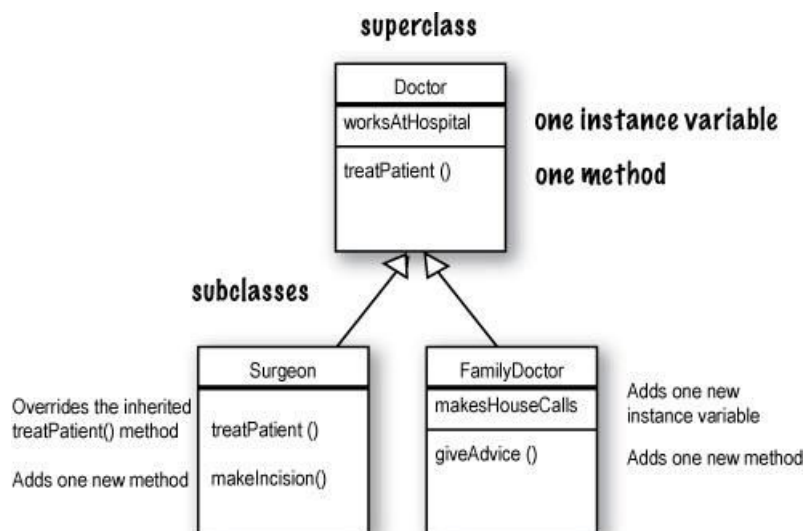 superclass
Doctor
worksAtHospital
one instance variable
treatPatient ()
one method
subclasses
Surgeon
Overrides the inherited
treatPatient() method
treatPatient ()
Adds one new method
makeIncision()
FamilyDoctor
makesHouseCalls
Adds one new
instance variable
giveAdvice ()
Adds one new method